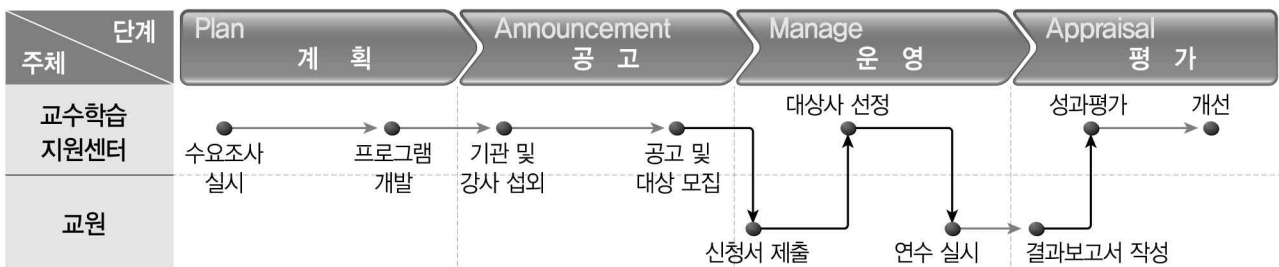 단계
주체
Plan
계 획
Announcement
공 고
Manage
운 영
Appraisal
평 가
교수학습
지원센터
수요조사
실시
프로그램
개발
기관 및
강사 섭외
공고 및
대상 모집
대상사 선정
성과평가
개선
교원
신청서 제출
연수 실시
결과보고서 작성